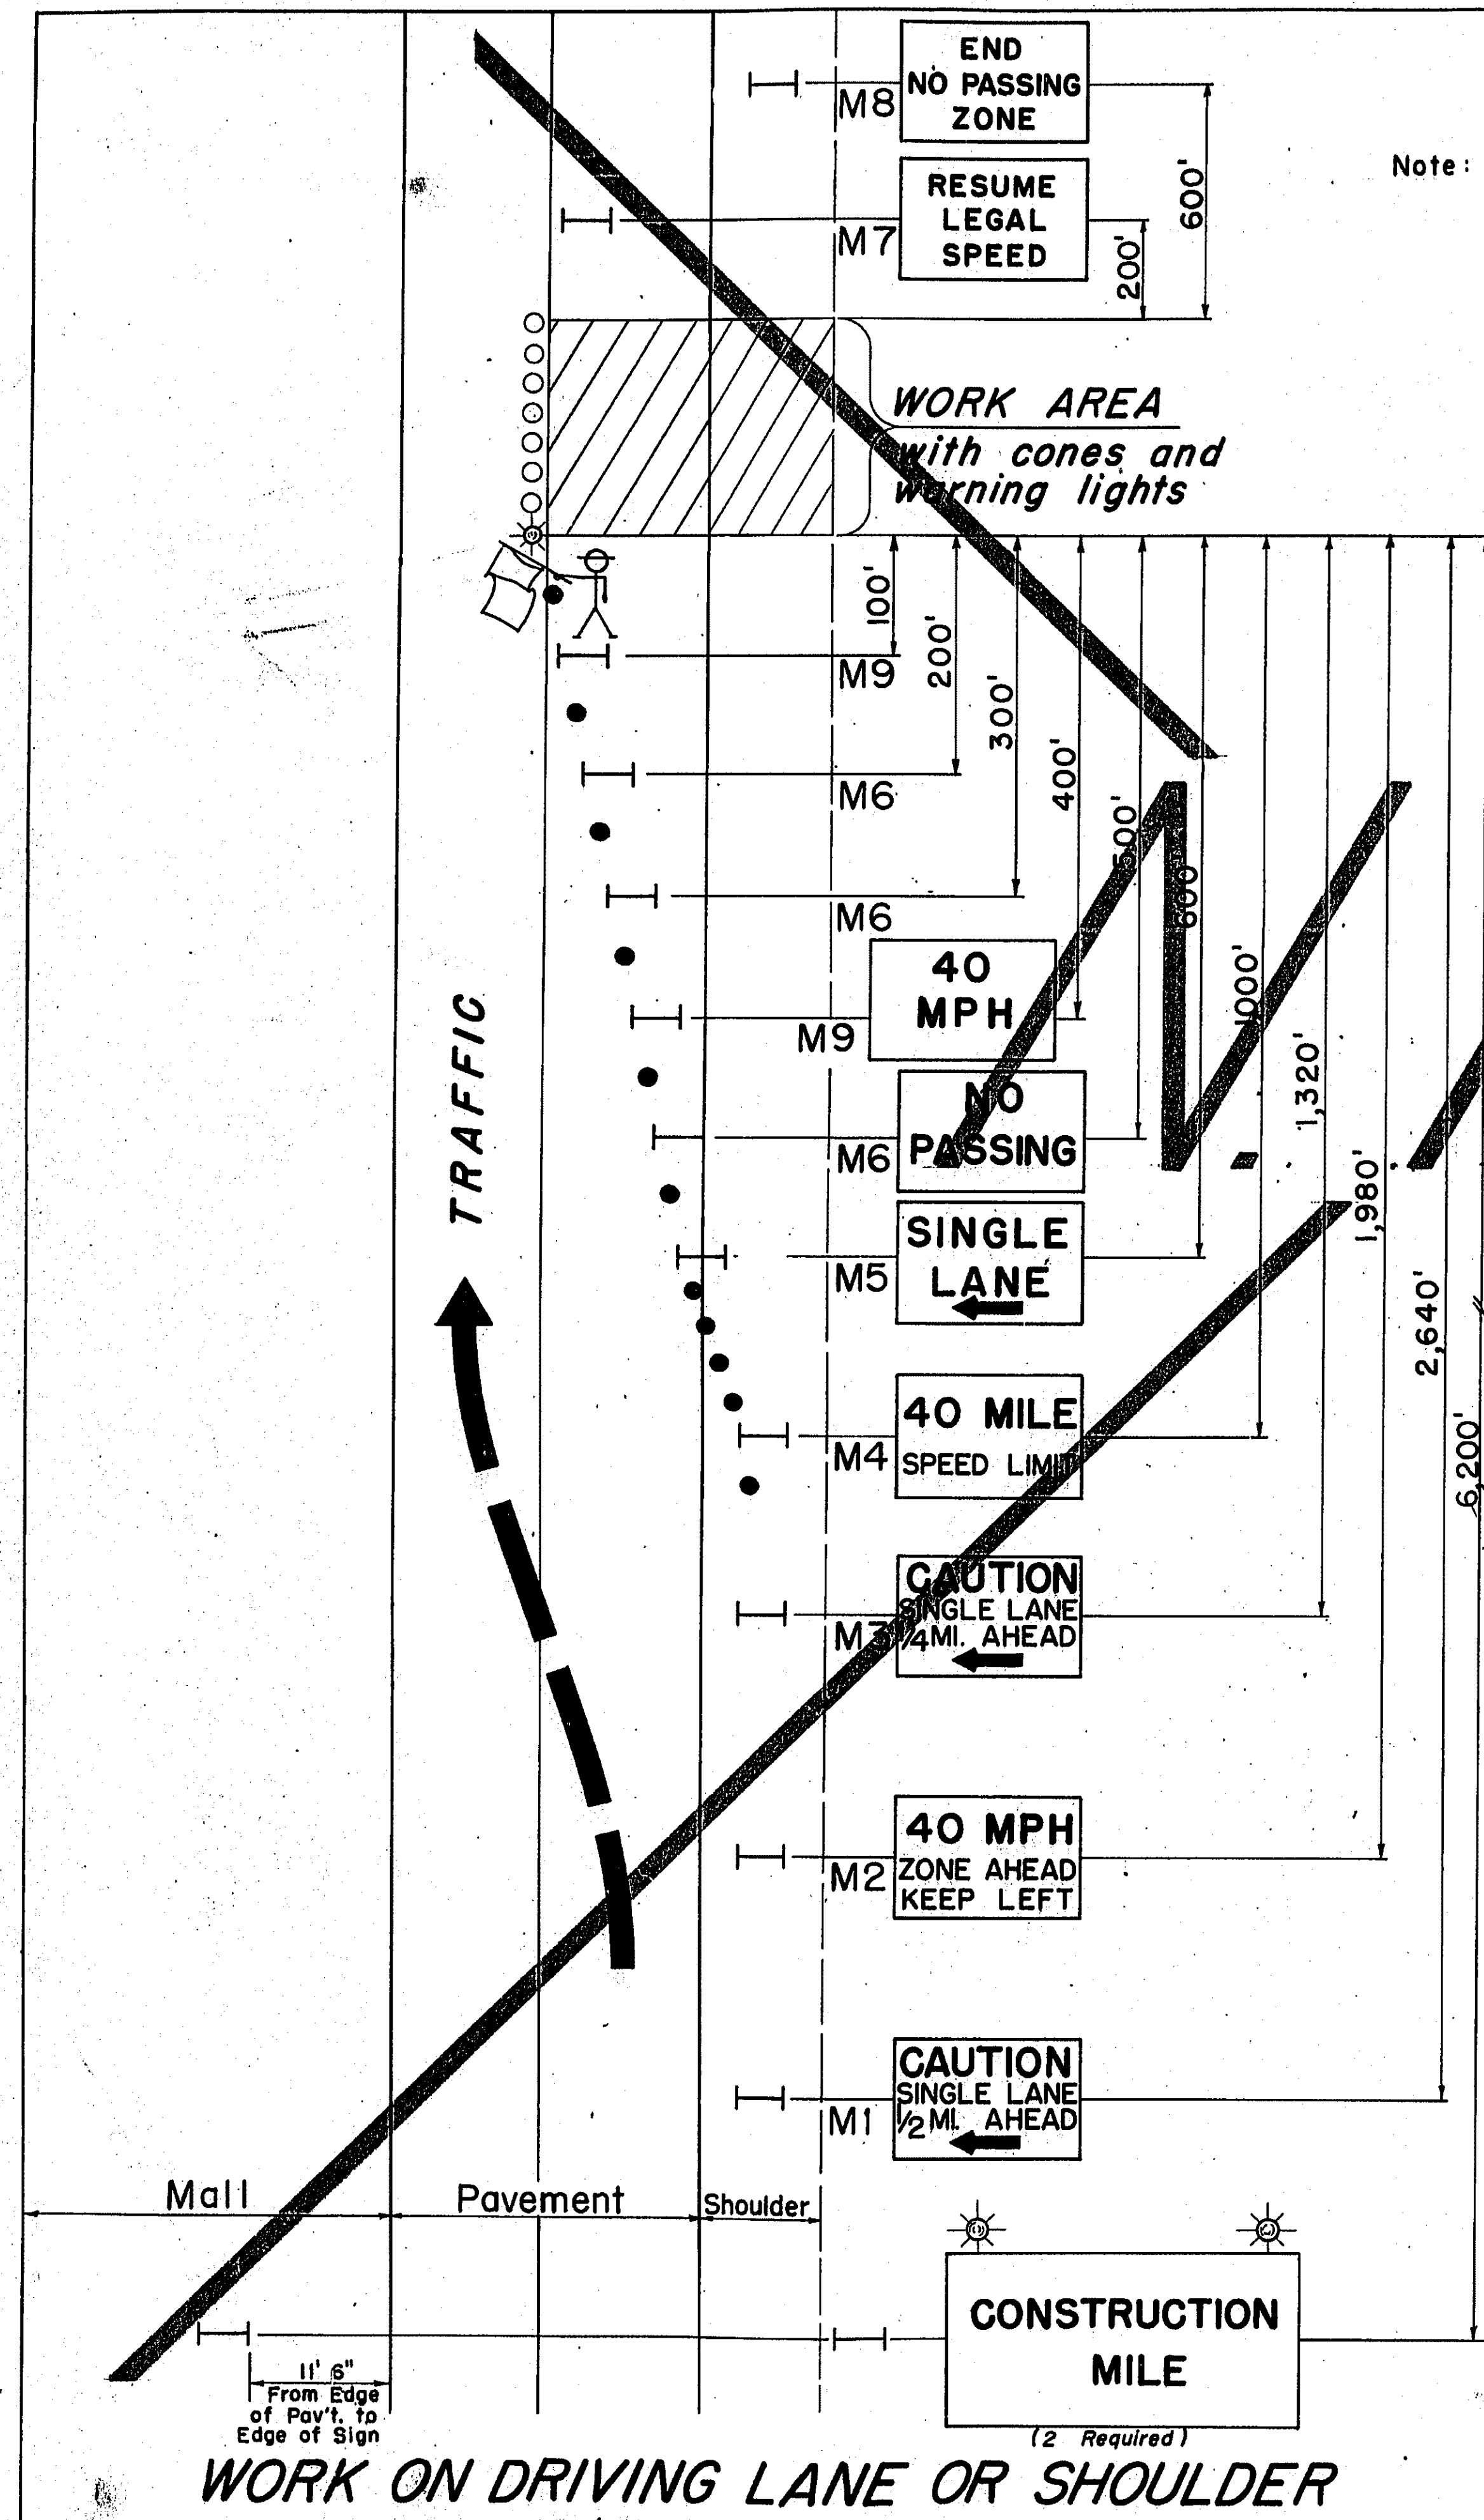 END
NO PASSING
ZONE
M8
600'
Note:
RESUME
LEGAL
SPEED
M7
200'
WORK AREA
with cones and
warning lights
100'
M9
200'
M6
300'
M6
400'
40
MPH
M9
500'
NO
PASSING
M6
600'
SINGLE
LANE
M5
1000'
40 MILE
SPEED LIMIT
M4
1,320'
CAUTION
SINGLE LANE
1/4 MI. AHEAD
M3
1,980'
40 MPH
ZONE AHEAD
KEEP LEFT
M2
2,640'
CAUTION
SINGLE LANE
1/2 MI. AHEAD
M1
6,200'
TRAFFIC
Mall
Pavement
Shoulder
CONSTRUCTION
MILE
(2 Required)
11' 6"
From Edge
of Pav't. to
Edge of Sign
WORK ON DRIVING LANE OR SHOULDER